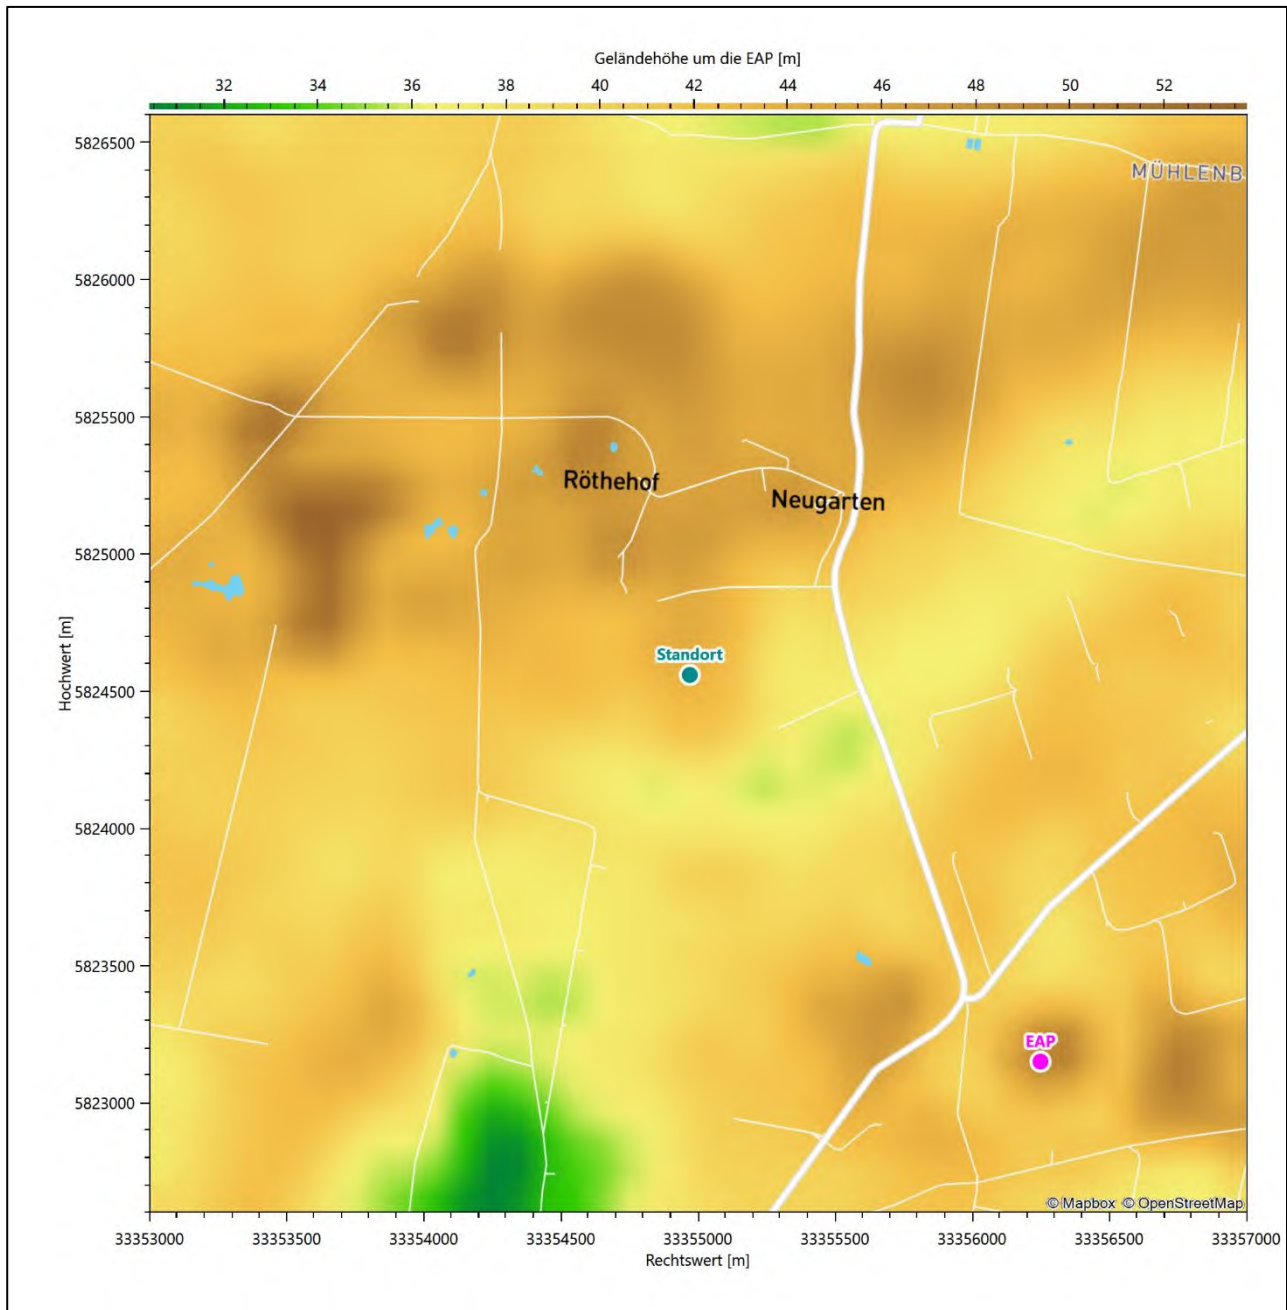 Geländehöhe um die EAP [m]
32 34 36 38 40 42 44 46 48 50 52
5826500
MÜHLENB
5826000
5825500
Röthehof
Neugarten
5825000
Standort
Hochwert [m]
5824500
5824000
5823500
EAP
5823000
© Mapbox © OpenStreetMap
33353000 33353500 33354000 33354500 33355000 33355500 33356000 33356500 33357000
Rechtswert [m]